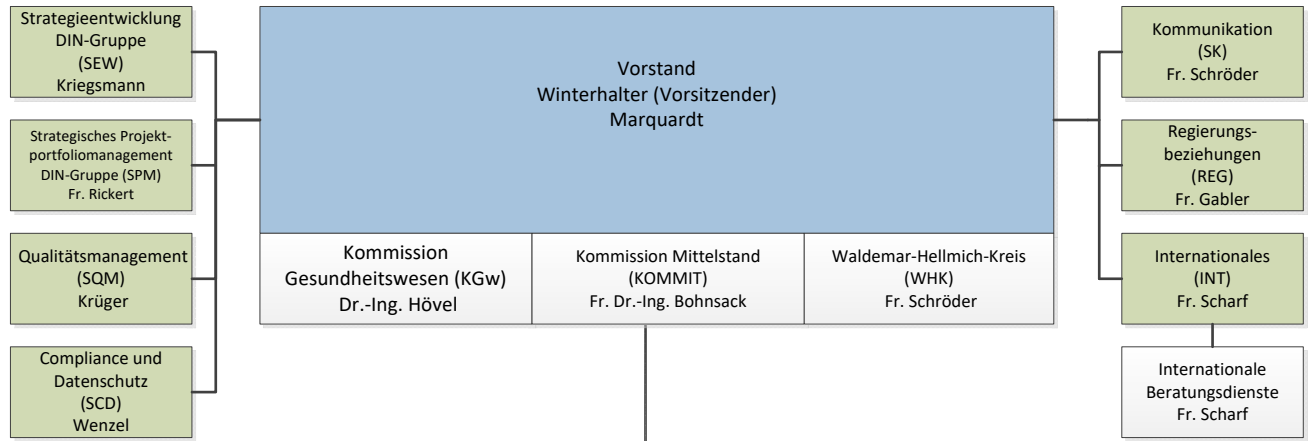 Strategieentwicklung
DIN-Gruppe
(SEW)
Kriegsmann
Strategisches Projekt-
portfoliomanagement
DIN-Gruppe (SPM)
Fr. Rickert
Qualitätsmanagement
(SQM)
Krüger
Compliance und
Datenschutz
(SCD)
Wenzel
Vorstand
Winterhalter (Vorsitzender)
Marquardt
Kommission
Gesundheitswesen (KGw)
Dr.-Ing. Hövel
Kommission Mittelstand
(KOMMIT)
Fr. Dr.-Ing. Bohnsack
Waldemar-Hellmich-Kreis
(WHK)
Fr. Schröder
Kommunikation
(SK)
Fr. Schröder
Regierungs-
beziehungen
(REG)
Fr. Gabler
Internationales
(INT)
Fr. Scharf
Internationale
Beratungsdienste
Fr. Scharf